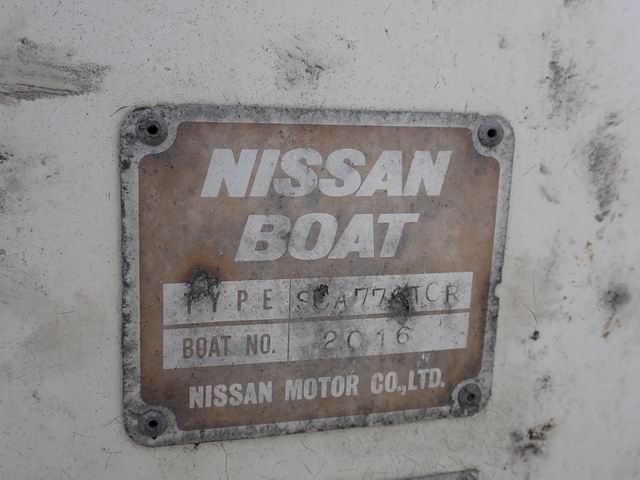 NISSAN
BOAT
TYPE
BOAT NO. 2016
NISSAN MOTOR CO.,LTD.